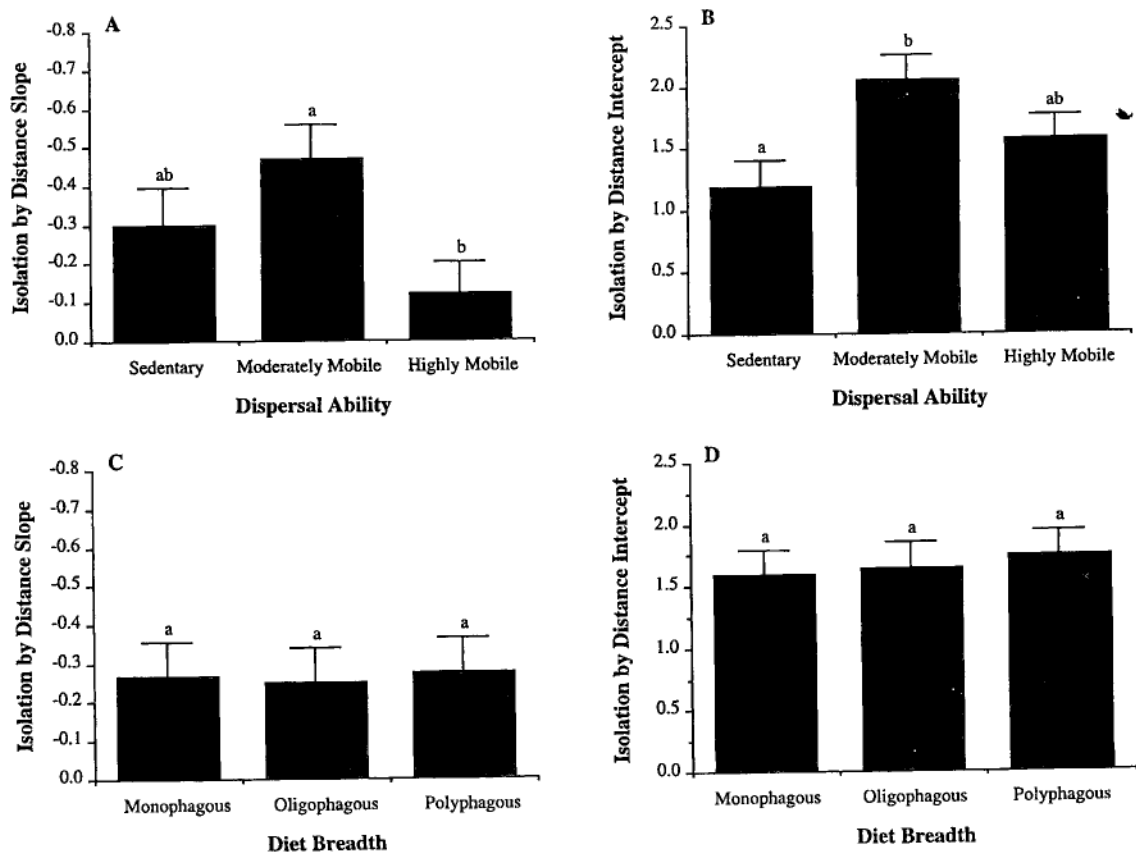 A
Isolation by Distance Slope
-0.8
-0.7
-0.6
-0.5
-0.4
-0.3
-0.2
-0.1
0.0
ab
a
b
Sedentary Moderately Mobile Highly Mobile
Dispersal Ability
B
Isolation by Distance Intercept
2.5
2.0
1.5
1.0
0.5
0.0
a
b
ab
Sedentary Moderately Mobile Highly Mobile
Dispersal Ability
C
Isolation by Distance Slope
-0.8
-0.7
-0.6
-0.5
-0.4
-0.3
-0.2
-0.1
0.0
a
a
a
Monophagous Oligophagous Polyphagous
Diet Breadth
D
Isolation by Distance Intercept
2.5
2.0
1.5
1.0
0.5
0.0
a
a
a
Monophagous Oligophagous Polyphagous
Diet Breadth